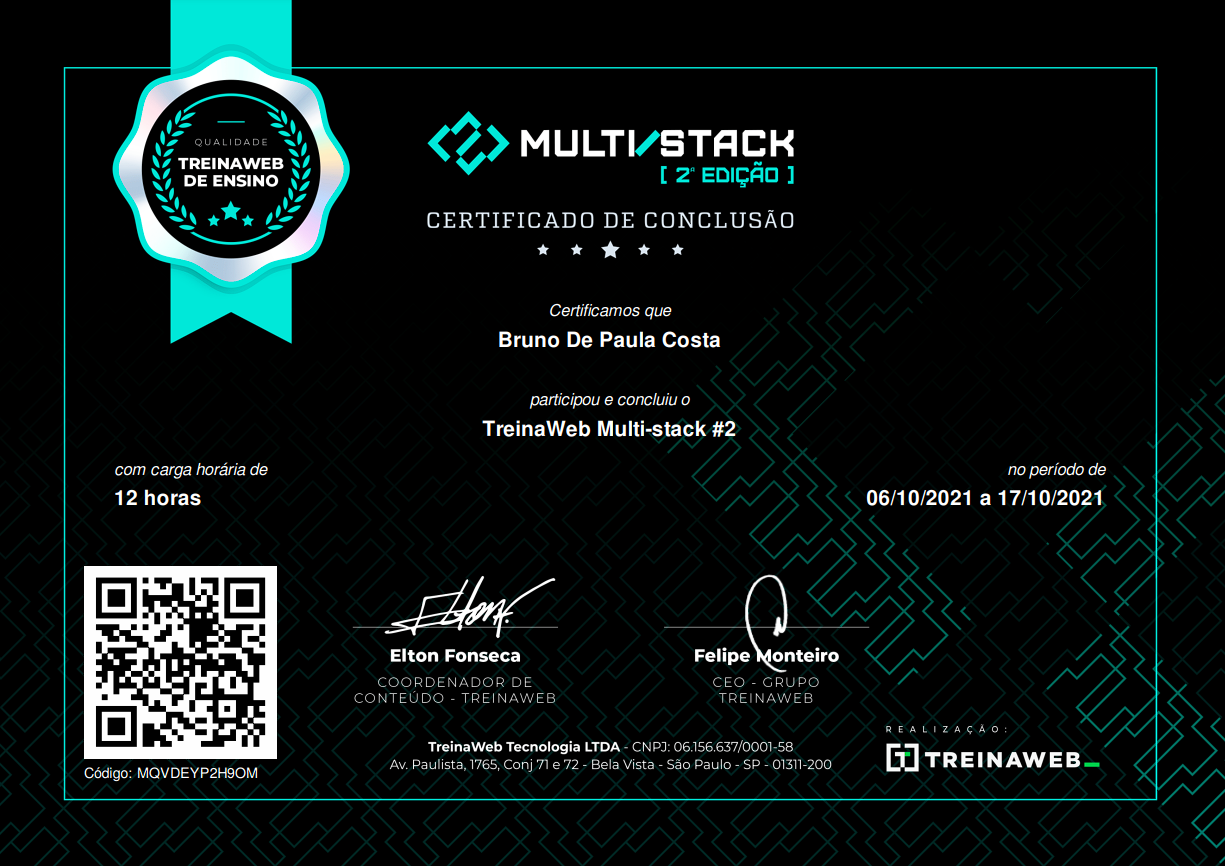 QUALIDADE
TREINAWEB
DE ENSINO
MULTI/STACK
[ 2ª EDIÇÃO ]
CERTIFICADO DE CONCLUSÃO
Certificamos que
Bruno De Paula Costa
participou e concluiu o
TreinaWeb Multi-stack #2
com carga horária de
12 horas
no período de
06/10/2021 a 17/10/2021
Elton F.
Elton Fonseca
COORDENADOR DE
CONTEÚDO - TREINAWEB
Felipe Monteiro
CEO - GRUPO
TREINAWEB
TreinaWeb Tecnologia LTDA - CNPJ: 06.156.637/0001-58
Av. Paulista, 1765, Conj 71 e 72 - Bela Vista - São Paulo - SP - 01311-200
Código: MQVDEYP2H9OM
REALIZAÇÃO:
TREINAWEB_